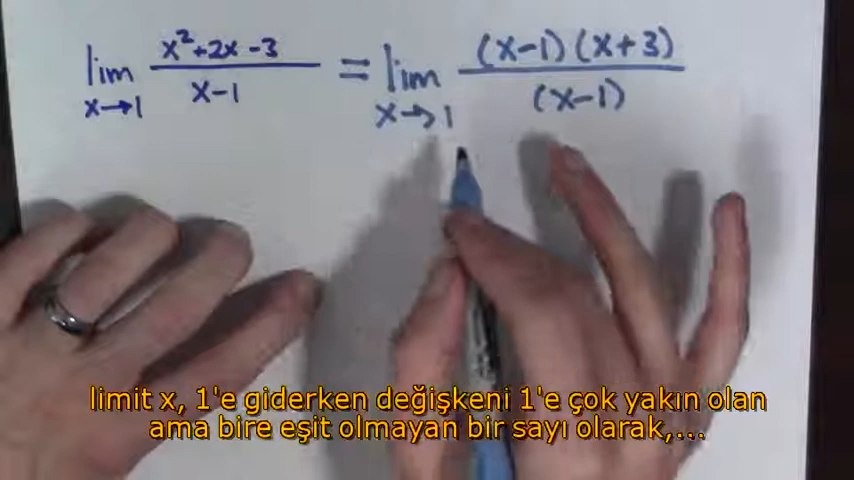 lim x→1 x²+2x-3 / x-1 = lim x→1 (x-1)(x+3) / (x-1)
limit x, 1'e giderken değişkeni 1'e çok yakın olan
ama bire eşit olmayan bir sayı olarak,...